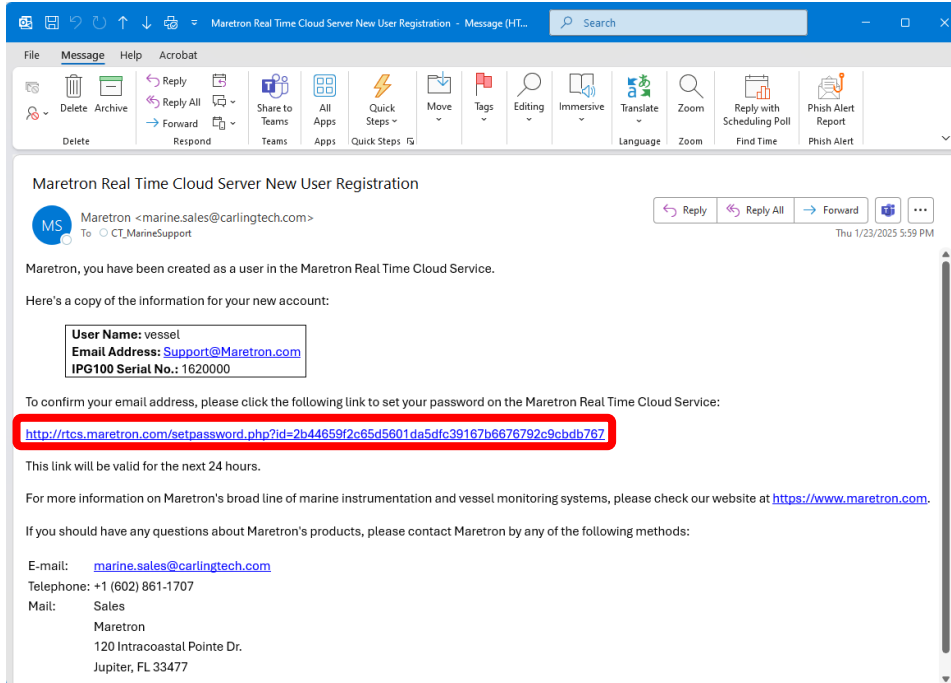 Maretron Real Time Cloud Server New User Registration - Message (HT...
Search
File Message Help Acrobat
Delete Archive
Reply
Reply All
Forward
Share to Teams
All Apps
Quick Steps
Move
Tags
Editing
Immersive
Translate
Zoom
Reply with Scheduling Poll
Phish Alert Report
Delete Respond Teams Apps Quick Steps Language Zoom Find Time Phish Alert
Maretron Real Time Cloud Server New User Registration
MS
Maretron <marine.sales@carlingtech.com>
To CT_MarineSupport
Reply Reply All Forward
Thu 1/23/2025 5:59 PM
Maretron, you have been created as a user in the Maretron Real Time Cloud Service.
Here's a copy of the information for your new account:
User Name: vessel
Email Address: Support@Maretron.com
IPG100 Serial No.: 1620000
To confirm your email address, please click the following link to set your password on the Maretron Real Time Cloud Service:
http://rtcs.maretron.com/setpassword.php?id=2b44659f2c65d5601da5dfc39167b6676792c9cbdb767
This link will be valid for the next 24 hours.
For more information on Maretron's broad line of marine instrumentation and vessel monitoring systems, please check our website at https://www.maretron.com.
If you should have any questions about Maretron's products, please contact Maretron by any of the following methods:
E-mail: marine.sales@carlingtech.com
Telephone: +1 (602) 861-1707
Mail: Sales
Maretron
120 Intracoastal Pointe Dr.
Jupiter, FL 33477